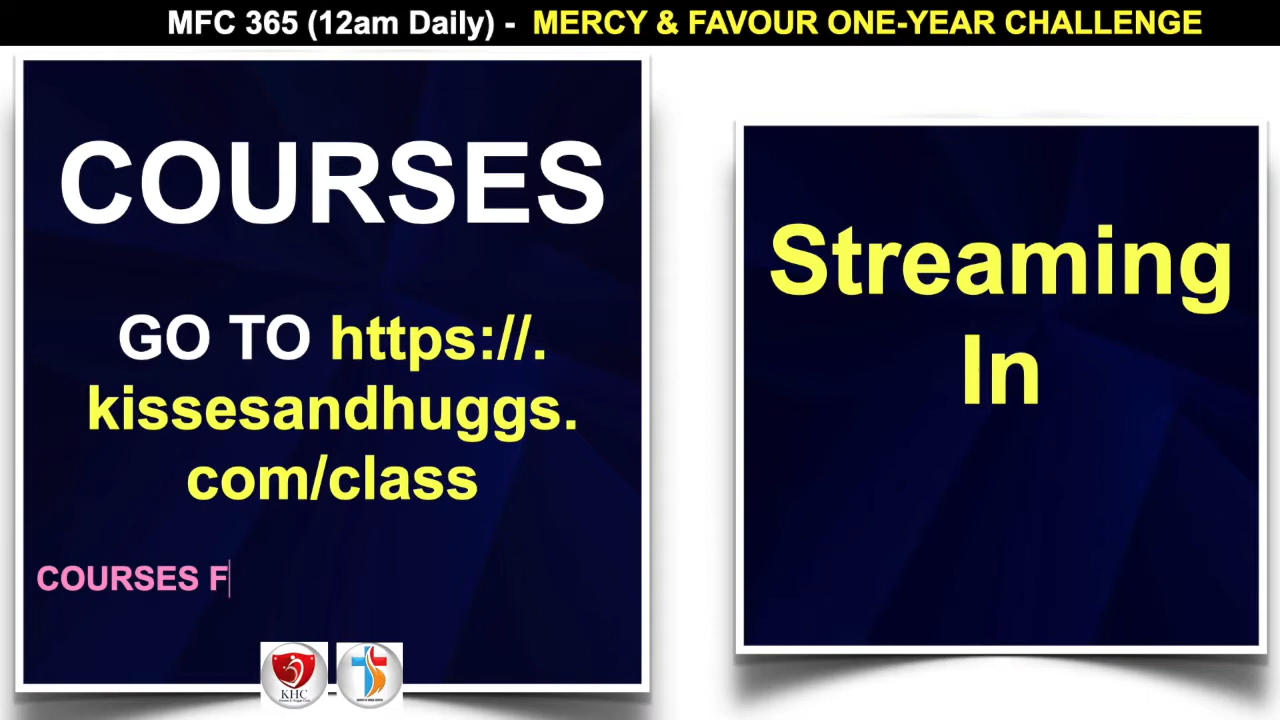 MFC 365 (12am Daily) - MERCY & FAVOUR ONE-YEAR CHALLENGE
COURSES
GO TO https://.
kissesandhuggs.
com/class
COURSES F
KHC
Streaming
In